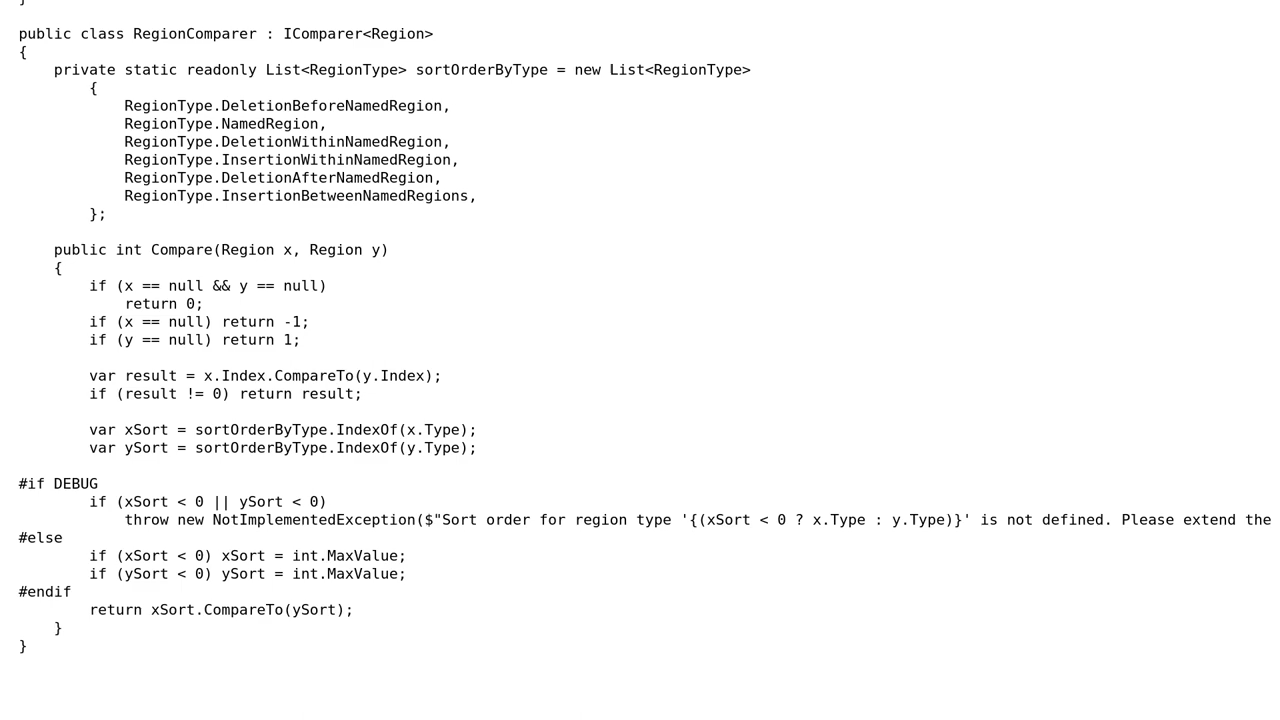 }
public class RegionComparer : IComparer<Region>
{
    private static readonly List<RegionType> sortOrderByType = new List<RegionType>
        {
            RegionType.DeletionBeforeNamedRegion,
            RegionType.NamedRegion,
            RegionType.DeletionWithinNamedRegion,
            RegionType.InsertionWithinNamedRegion,
            RegionType.DeletionAfterNamedRegion,
            RegionType.InsertionBetweenNamedRegions,
        };

    public int Compare(Region x, Region y)
    {
        if (x == null && y == null)
            return 0;
        if (x == null) return -1;
        if (y == null) return 1;

        var result = x.Index.CompareTo(y.Index);
        if (result != 0) return result;

        var xSort = sortOrderByType.IndexOf(x.Type);
        var ySort = sortOrderByType.IndexOf(y.Type);

#if DEBUG
        if (xSort < 0 || ySort < 0)
            throw new NotImplementedException($"Sort order for region type '{(xSort < 0 ? x.Type : y.Type)}' is not defined. Please extend the
#else
        if (xSort < 0) xSort = int.MaxValue;
        if (ySort < 0) ySort = int.MaxValue;
#endif
        return xSort.CompareTo(ySort);
    }
}